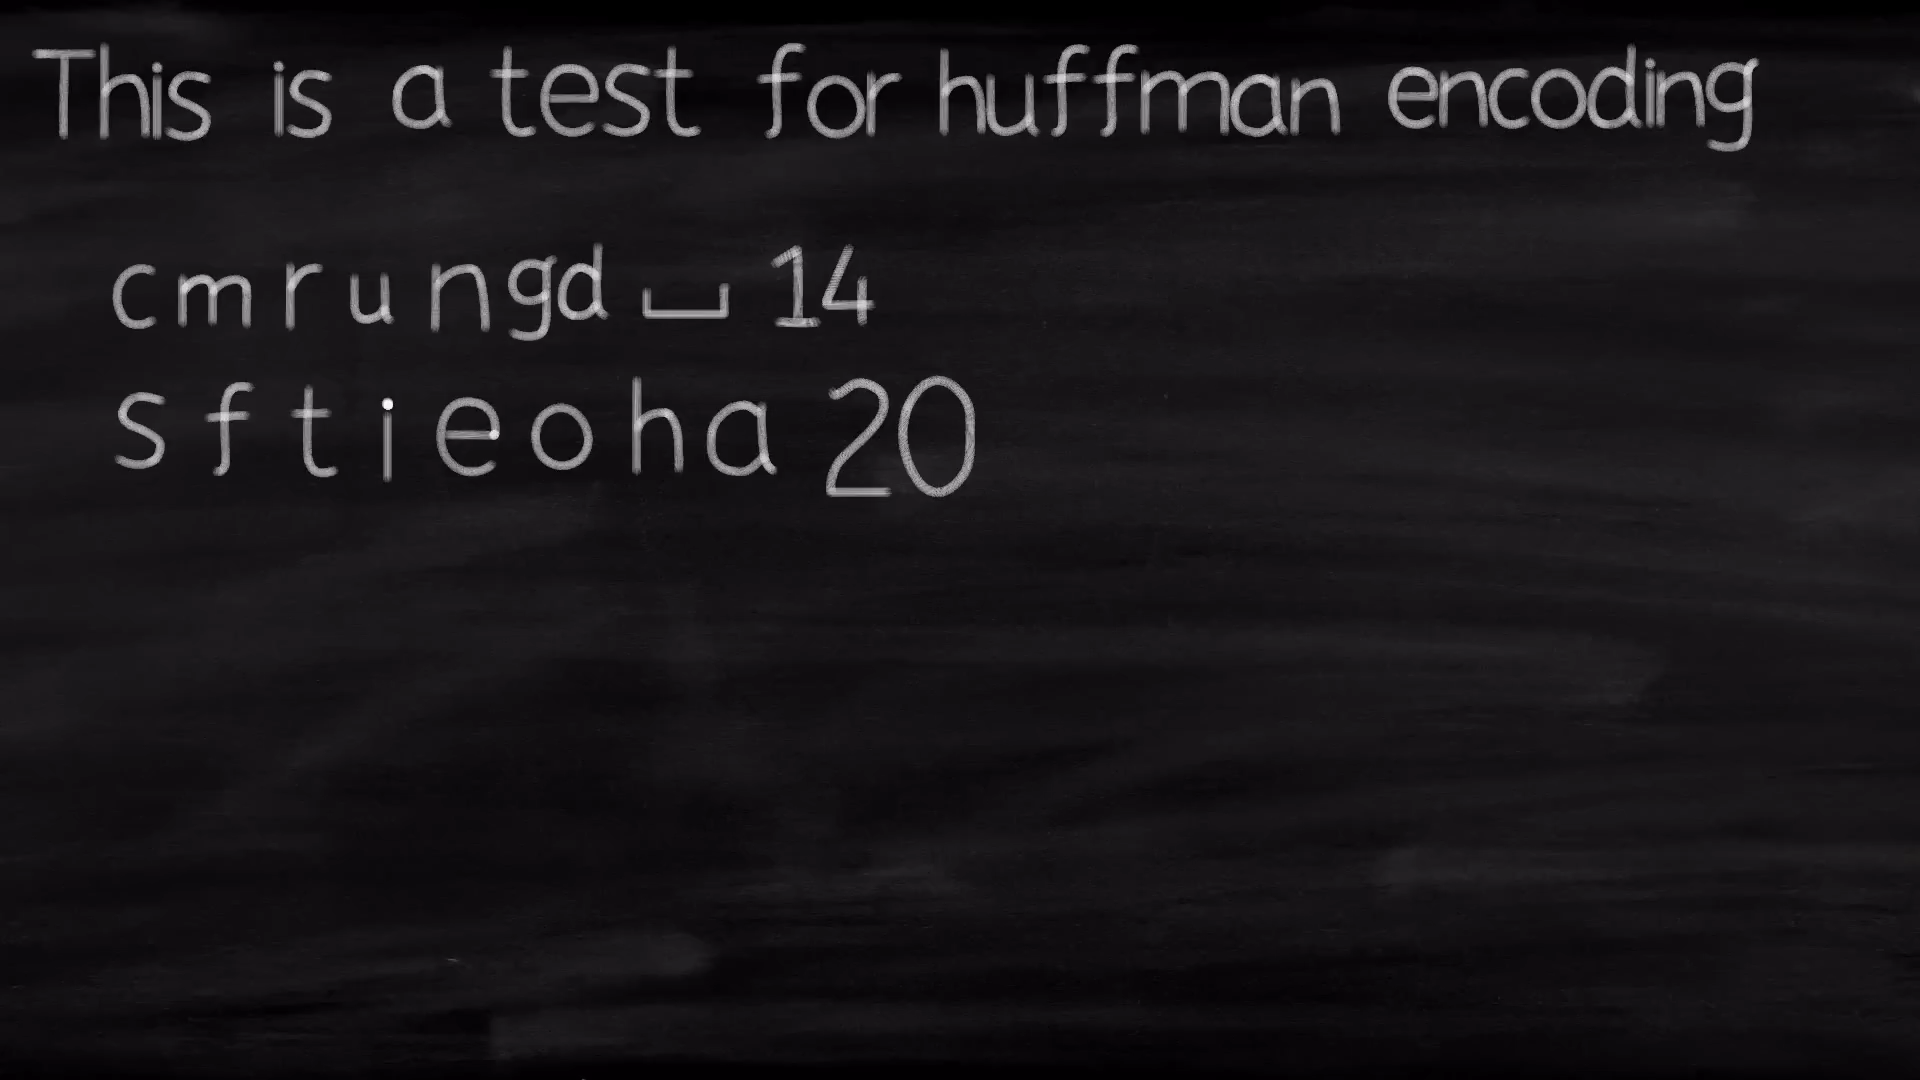 This is a test for huffman encoding
c m r u n g d ⎵ 14
s f t i e o h a 20